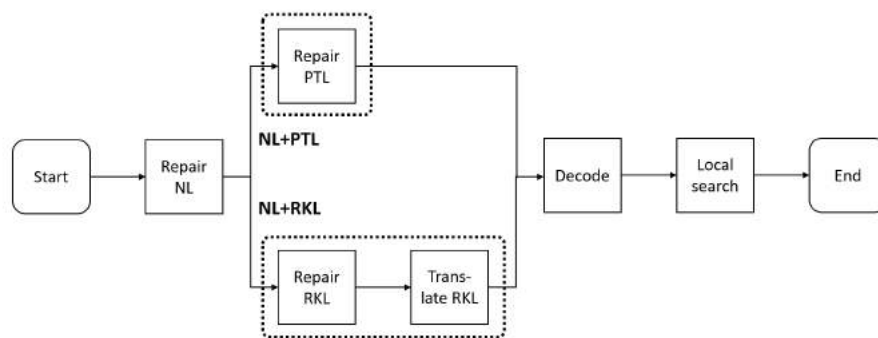 Repair
PTL
NL+PTL
Start
Repair
NL
Decode
Local
search
End
NL+RKL
Repair
RKL
Trans-
late RKL